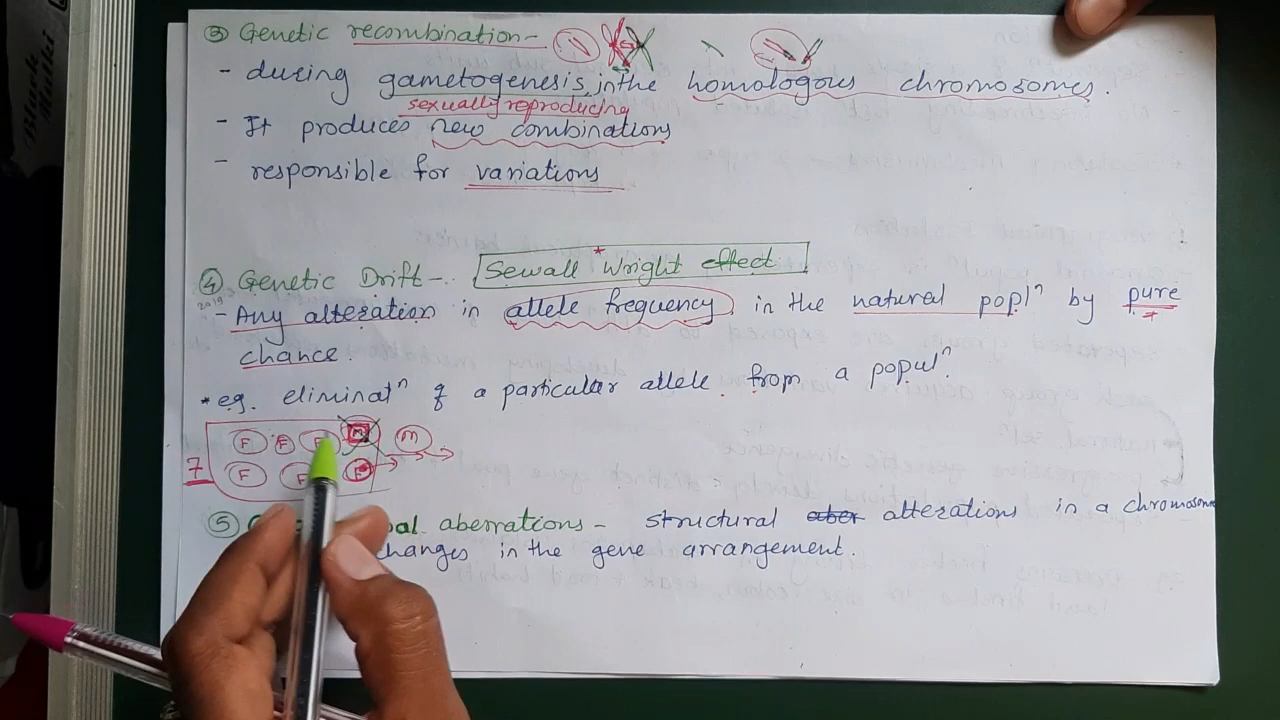 ③ Genetic recombination-
- during gametogenesis, in the homologous chromosomes.
sexually reproducing
- It produces new combinations
- responsible for variations
④ Genetic Drift- Sewall Wright effect
2019
- Any alteration in allele frequency in the natural popl^n by pure
chance.
* eg. eliminat^n of a particular allele from a popul^n.
F F F M M
7 F F F
⑤ al aberrations - structural aber alterations in a chromosome
changes in the gene arrangement.